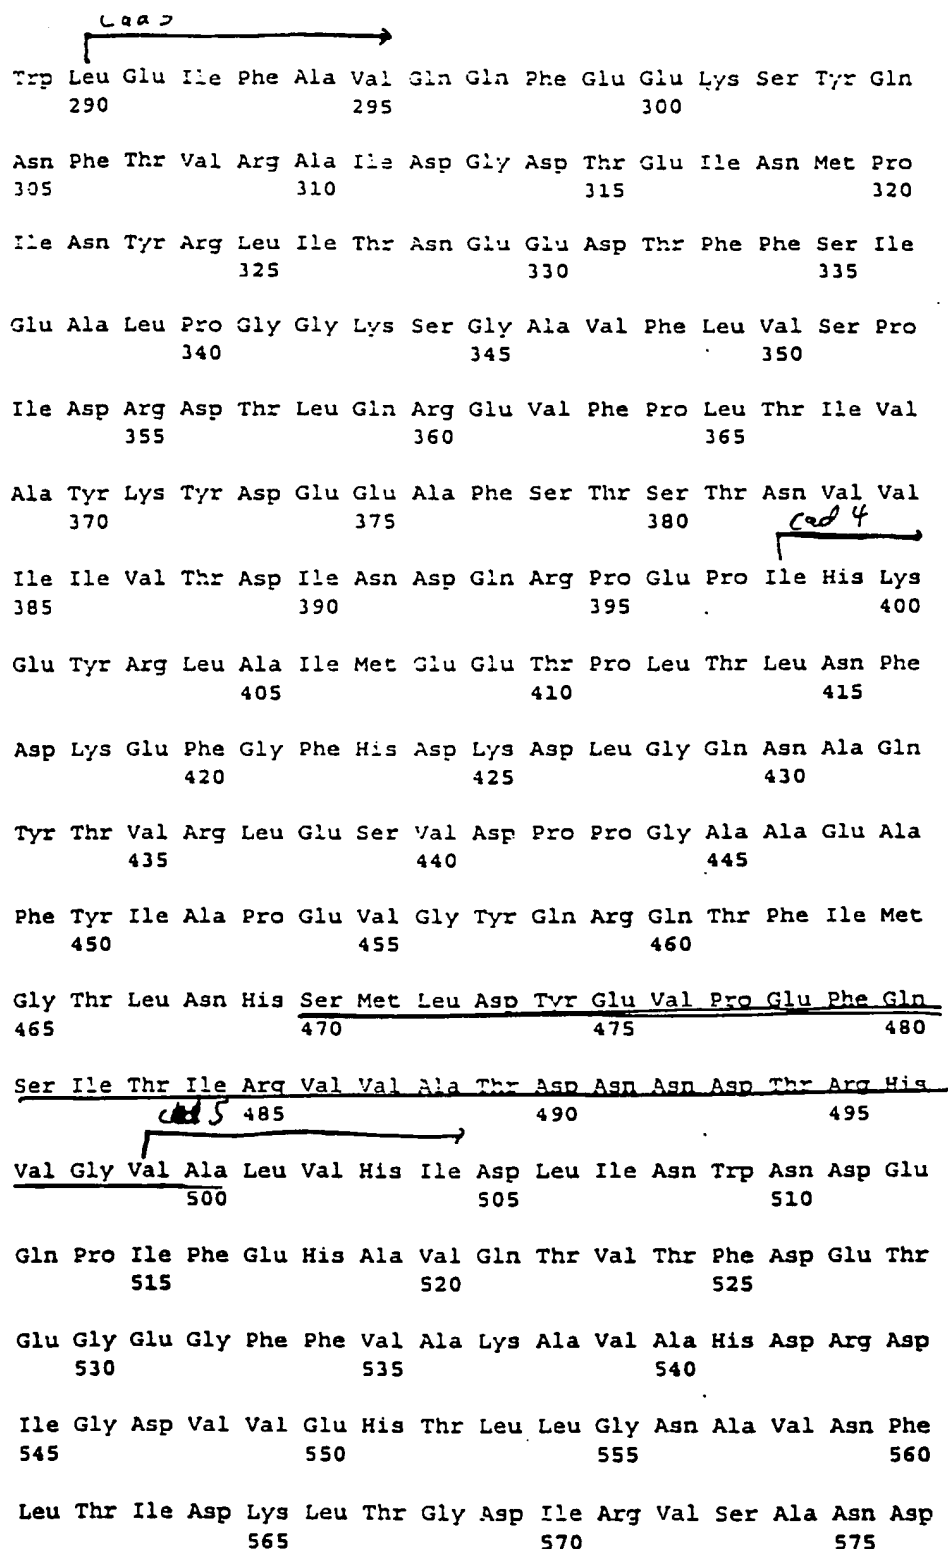 Trp Leu Glu Ile Phe Ala Val Gln Gln Phe Glu Glu Lys Ser Tyr Gln
290 295 300
Asn Phe Thr Val Arg Ala Ile Asp Gly Asp Thr Glu Ile Asn Met Pro
305 310 315 320
Ile Asn Tyr Arg Leu Ile Thr Asn Glu Glu Asp Thr Phe Phe Ser Ile
325 330 335
Glu Ala Leu Pro Gly Gly Lys Ser Gly Ala Val Phe Leu Val Ser Pro
340 345 350
Ile Asp Arg Asp Thr Leu Gln Arg Glu Val Phe Pro Leu Thr Ile Val
355 360 365
Ala Tyr Lys Tyr Asp Glu Glu Ala Phe Ser Thr Ser Thr Asn Val Val
370 375 380
cad 4
Ile Ile Val Thr Asp Ile Asn Asp Gln Arg Pro Glu Pro Ile His Lys
385 390 395 400
Glu Tyr Arg Leu Ala Ile Met Glu Glu Thr Pro Leu Thr Leu Asn Phe
405 410 415
Asp Lys Glu Phe Gly Phe His Asp Lys Asp Leu Gly Gln Asn Ala Gln
420 425 430
Tyr Thr Val Arg Leu Glu Ser Val Asp Pro Pro Gly Ala Ala Glu Ala
435 440 445
Phe Tyr Ile Ala Pro Glu Val Gly Tyr Gln Arg Gln Thr Phe Ile Met
450 455 460
Gly Thr Leu Asn His Ser Met Leu Asp Tyr Glu Val Pro Glu Phe Gln
465 470 475 480
Ser Ile Thr Ile Arg Val Val Ala Thr Asp Asn Asn Asp Thr Arg His
cad 5 485 490 495
Val Gly Val Ala Leu Val His Ile Asp Leu Ile Asn Trp Asn Asp Glu
500 505 510
Gln Pro Ile Phe Glu His Ala Val Gln Thr Val Thr Phe Asp Glu Thr
515 520 525
Glu Gly Glu Gly Phe Phe Val Ala Lys Ala Val Ala His Asp Arg Asp
530 535 540
Ile Gly Asp Val Val Glu His Thr Leu Leu Gly Asn Ala Val Asn Phe
545 550 555 560
Leu Thr Ile Asp Lys Leu Thr Gly Asp Ile Arg Val Ser Ala Asn Asp
565 570 575